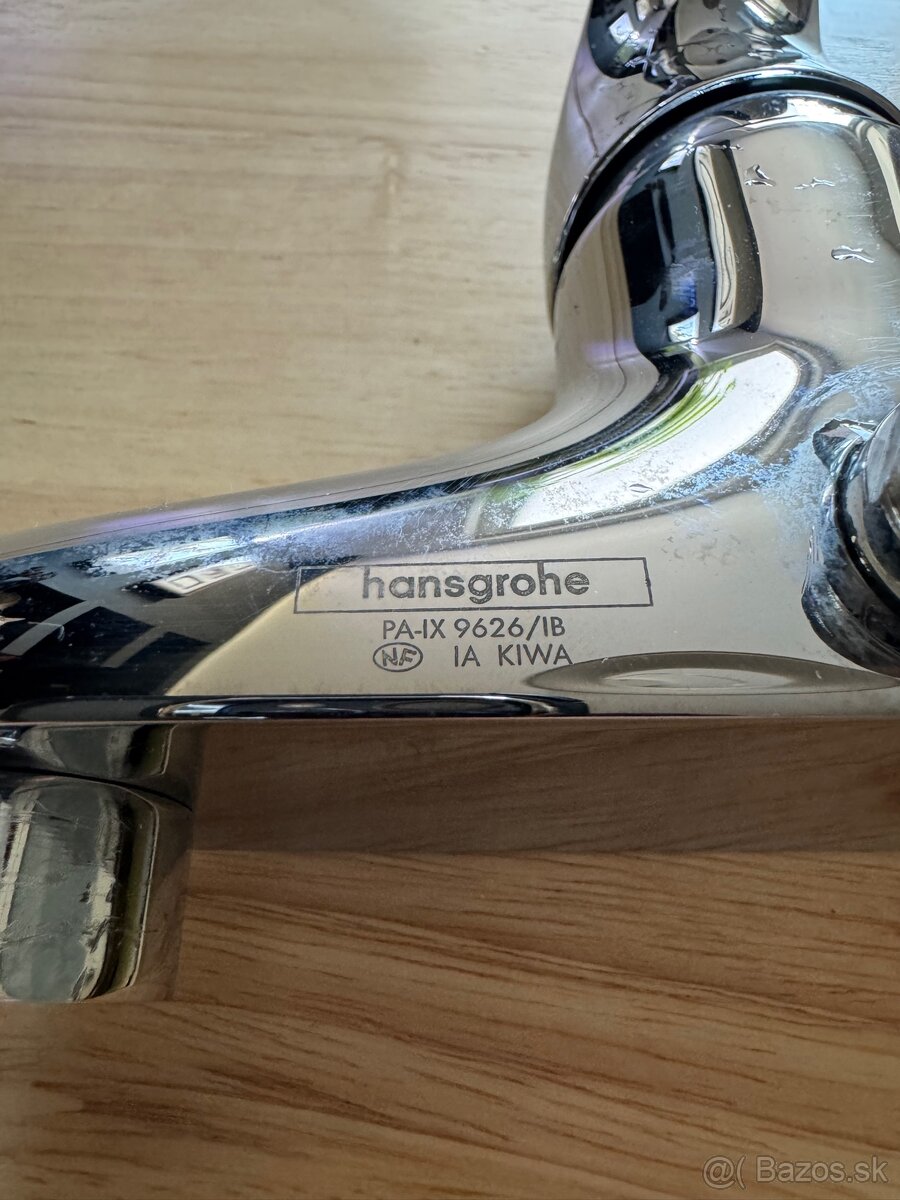 hansgrohe
PA-IX 9626/IB
NF IA KIWA
@( Bazos.sk